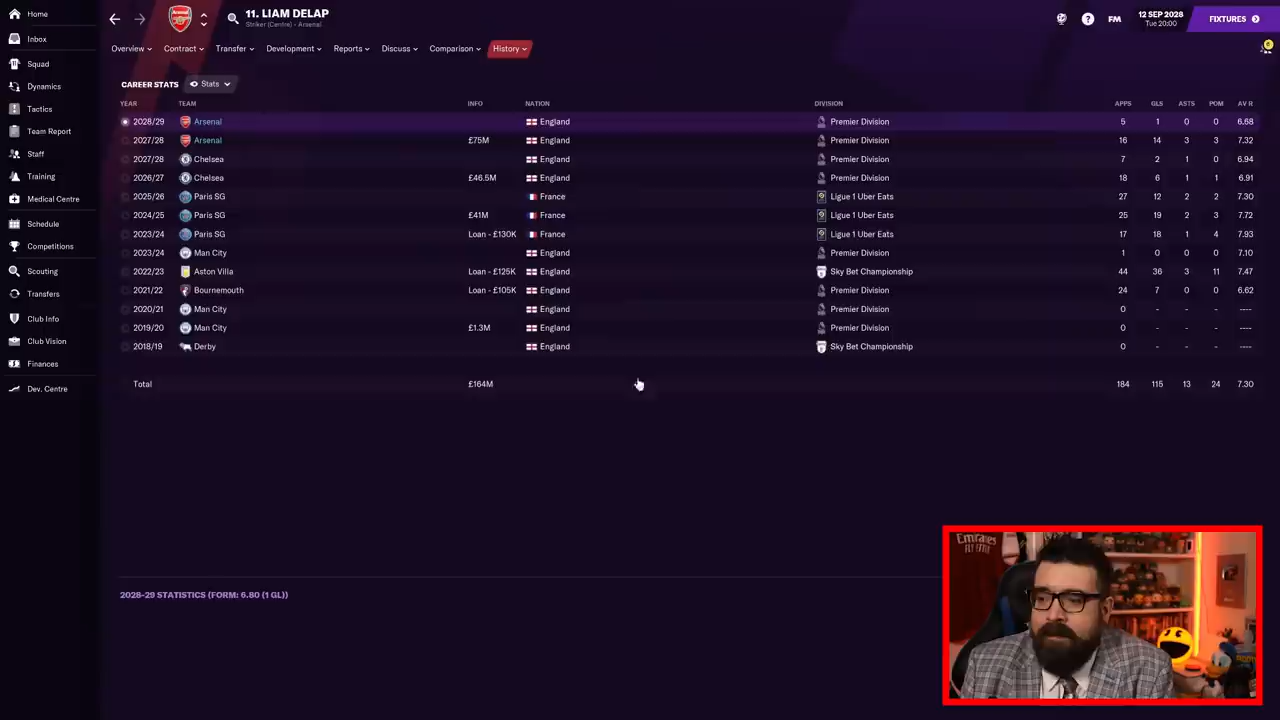 Home
Inbox
Squad
Dynamics
Tactics
Team Report
Staff
Training
Medical Centre
Schedule
Competitions
Scouting
Transfers
Club Info
Club Vision
Finances
Dev. Centre
11. LIAM DELAP
Striker (Centre) - Arsenal
FM
12 SEP 2028
Tue 20:00
FIXTURES
Overview Contract Transfer Development Reports Discuss Comparison History
CAREER STATS Stats
YEAR TEAM INFO NATION DIVISION APPS GLS ASTS POM AV R
2028/29 Arsenal England Premier Division 5 1 0 0 6.68
2027/28 Arsenal £75M England Premier Division 16 14 3 3 7.32
2027/28 Chelsea England Premier Division 7 2 1 0 6.94
2026/27 Chelsea £46.5M England Premier Division 18 6 1 1 6.91
2025/26 Paris SG France Ligue 1 Uber Eats 27 12 2 2 7.30
2024/25 Paris SG £41M France Ligue 1 Uber Eats 25 19 2 3 7.72
2023/24 Paris SG Loan - £130K France Ligue 1 Uber Eats 17 18 1 4 7.93
2023/24 Man City England Premier Division 1 0 0 0 7.10
2022/23 Aston Villa Loan - £125K England Sky Bet Championship 44 36 3 11 7.47
2021/22 Bournemouth Loan - £105K England Premier Division 24 7 0 0 6.62
2020/21 Man City England Premier Division 0 - - - ----
2019/20 Man City £1.3M England Premier Division 0 - - - ----
2018/19 Derby England Sky Bet Championship 0 - - - ----
Total £164M 184 115 13 24 7.30
2028-29 STATISTICS (FORM: 6.80 (1 GL))
Emirates
FLY BETTER